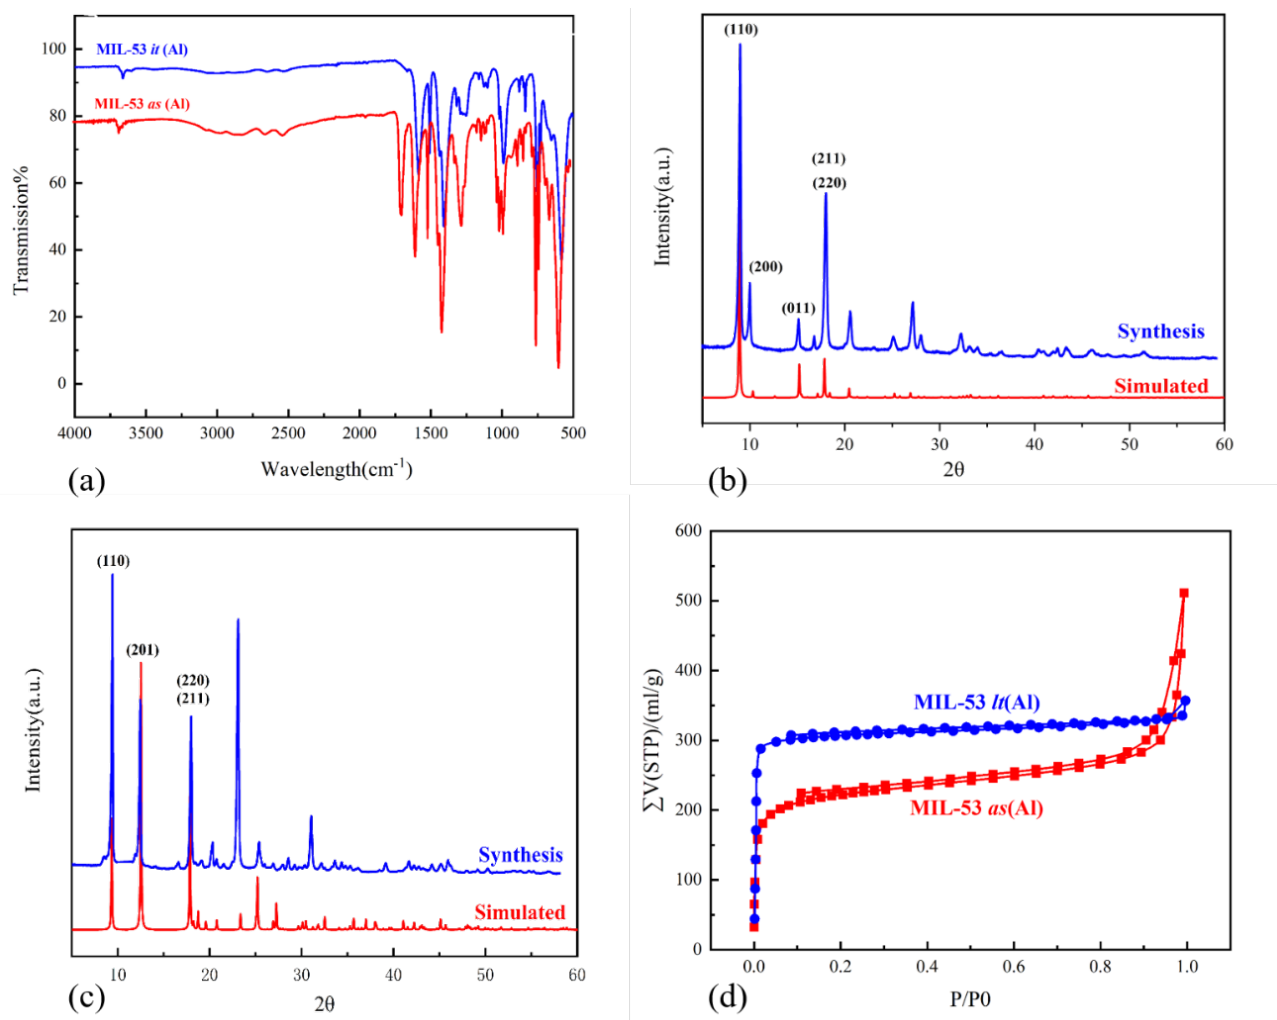 MIL-53 it (Al)
MIL-53 as (Al)
Transmission%
100
80
60
40
20
0
4000
3500
3000
2500
2000
1500
1000
500
Wavelength(cm-1)
(a)
(110)
(211)
(220)
(200)
(011)
Synthesis
Simulated
Intensity(a.u.)
10
20
30
40
50
60
2θ
(b)
(110)
(201)
(220)
(211)
Synthesis
Simulated
Intensity(a.u.)
10
20
30
40
50
60
2θ
(c)
600
500
400
300
200
100
0
MIL-53 lt(Al)
MIL-53 as(Al)
∑V(STP)/(ml/g)
0.0
0.2
0.4
0.6
0.8
1.0
P/P0
(d)